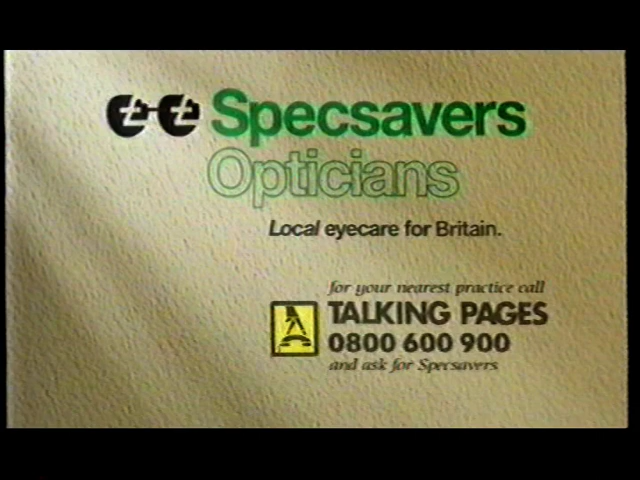 Specsavers
Opticians
Local eyecare for Britain.
for your nearest practice call
TALKING PAGES
0800 600 900
and ask for Specsavers